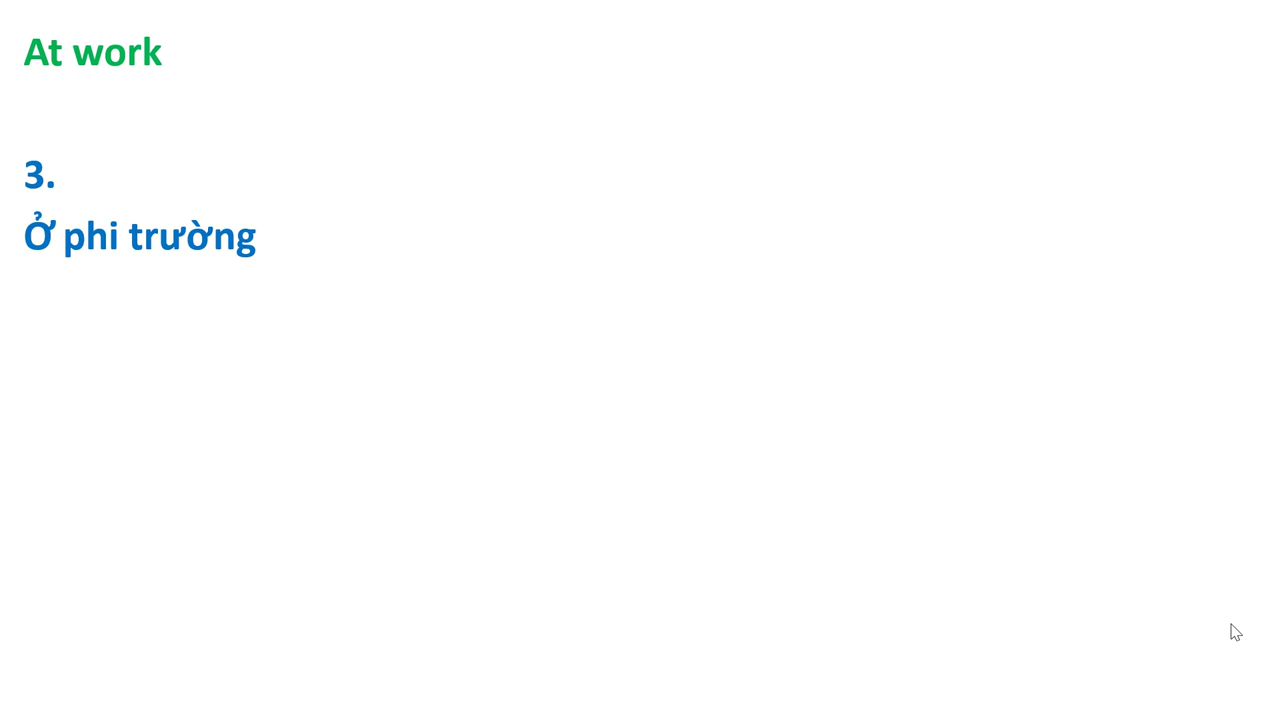 At work
3.
Ở phi trường